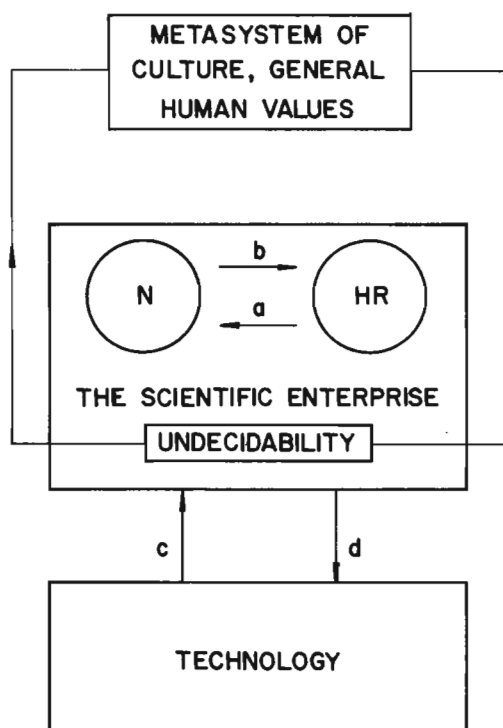 METASYSTEM OF
CULTURE, GENERAL
HUMAN VALUES
b
N
HR
a
THE SCIENTIFIC ENTERPRISE
UNDECIDABILITY
c
d
TECHNOLOGY